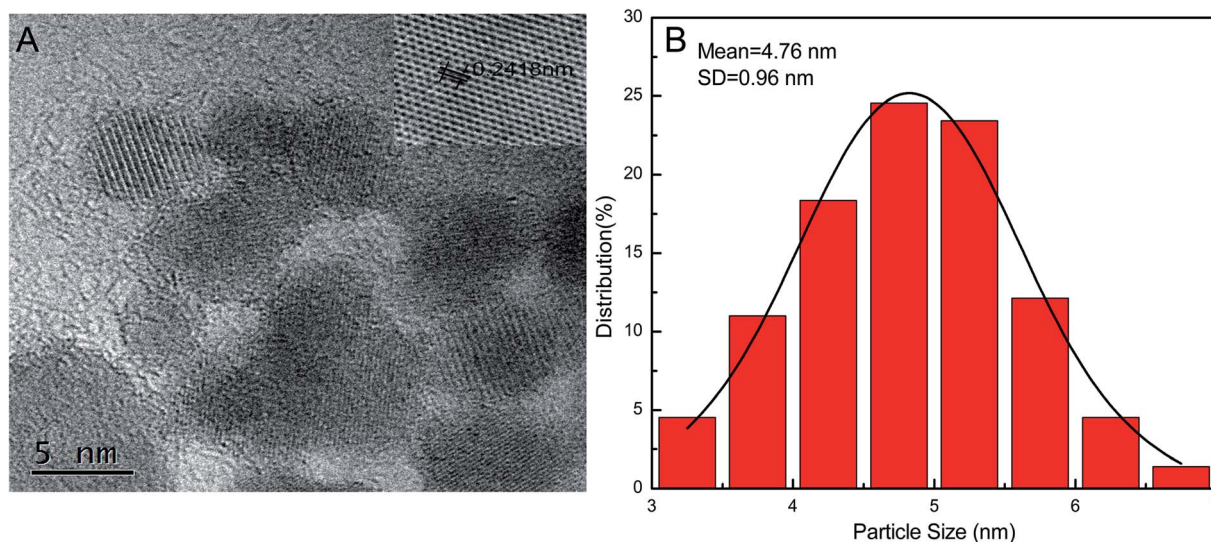 A
0.2418nm
5 nm
B
Mean=4.76 nm
SD=0.96 nm
Distribution(%)
30
25
20
15
10
5
0
3 4 5 6
Particle Size (nm)